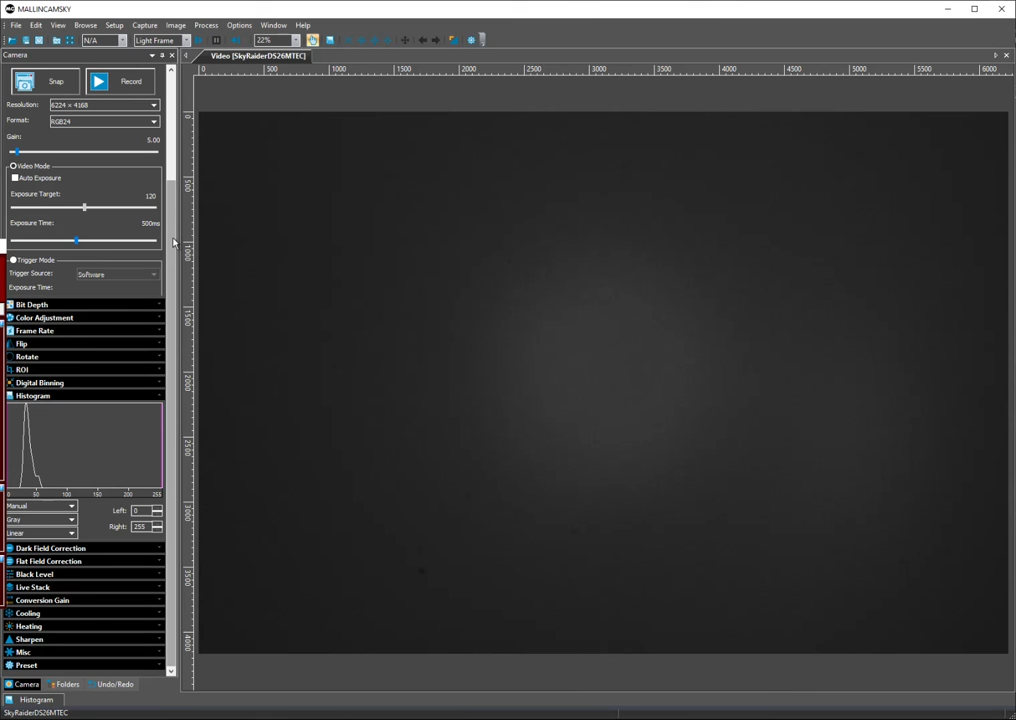 MALLINCAMSKY
File Edit View Browse Setup Capture Image Process Options Window Help
N/A Light Frame 22%
Camera Video [SkyRaiderDS26MTEC]
0 500 1000 1500 2000 2500 3000 3500 4000 4500 5000 5500 6000
Snap Record
Resolution: 6224 × 4168
Format: RGB24
Gain: 5.00
Video Mode
Auto Exposure
Exposure Target: 120
Exposure Time: 500ms
Trigger Mode
Trigger Source: Software
Exposure Time:
Bit Depth
Color Adjustment
Frame Rate
Flip
Rotate
ROI
Digital Binning
Histogram
0 50 100 150 200 255
Manual Left: 0
Gray
Right: 255
Linear
Dark Field Correction
Flat Field Correction
Black Level
Live Stack
Conversion Gain
Cooling
Heating
Sharpen
Misc
Preset
0
500
1000
1500
2000
2500
3000
3500
4000
Camera Folders Undo/Redo
Histogram
SkyRaiderDS26MTEC